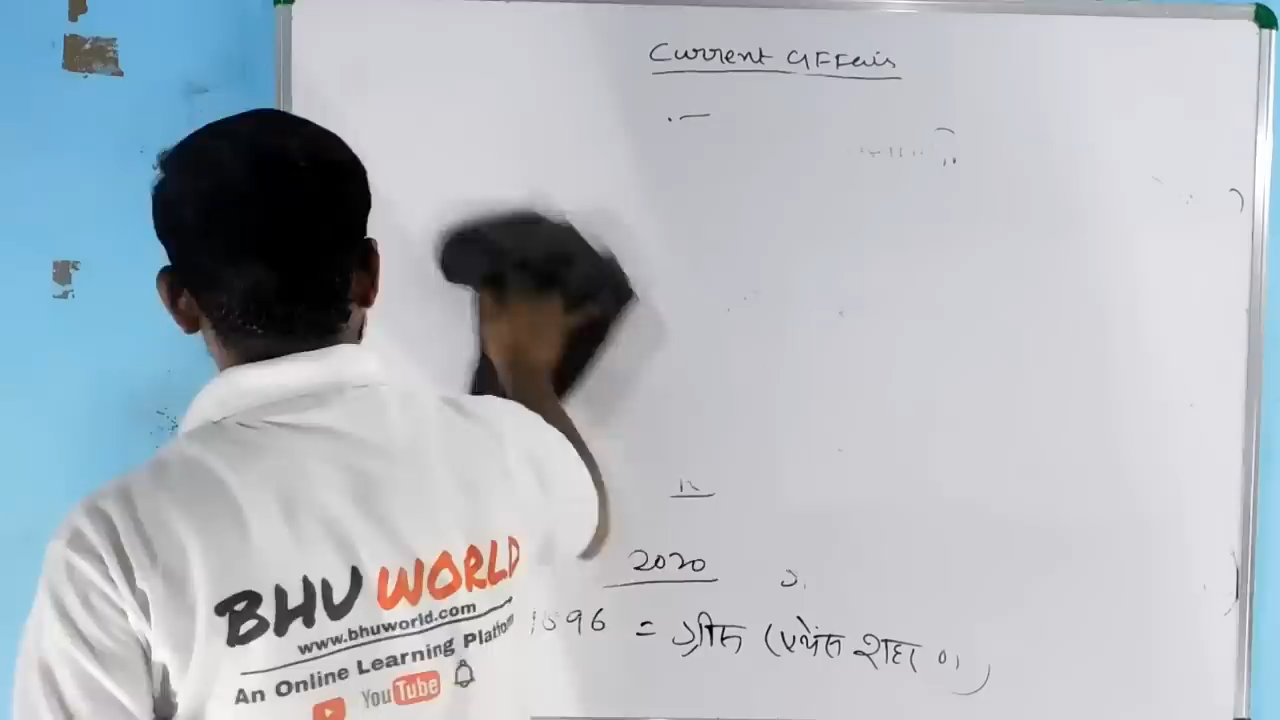 Current Affairs
2020
1896 = ग्रीस (एथेंस शहर
BHU WORLD
www.bhuworld.com
An Online Learning Platform
YouTube